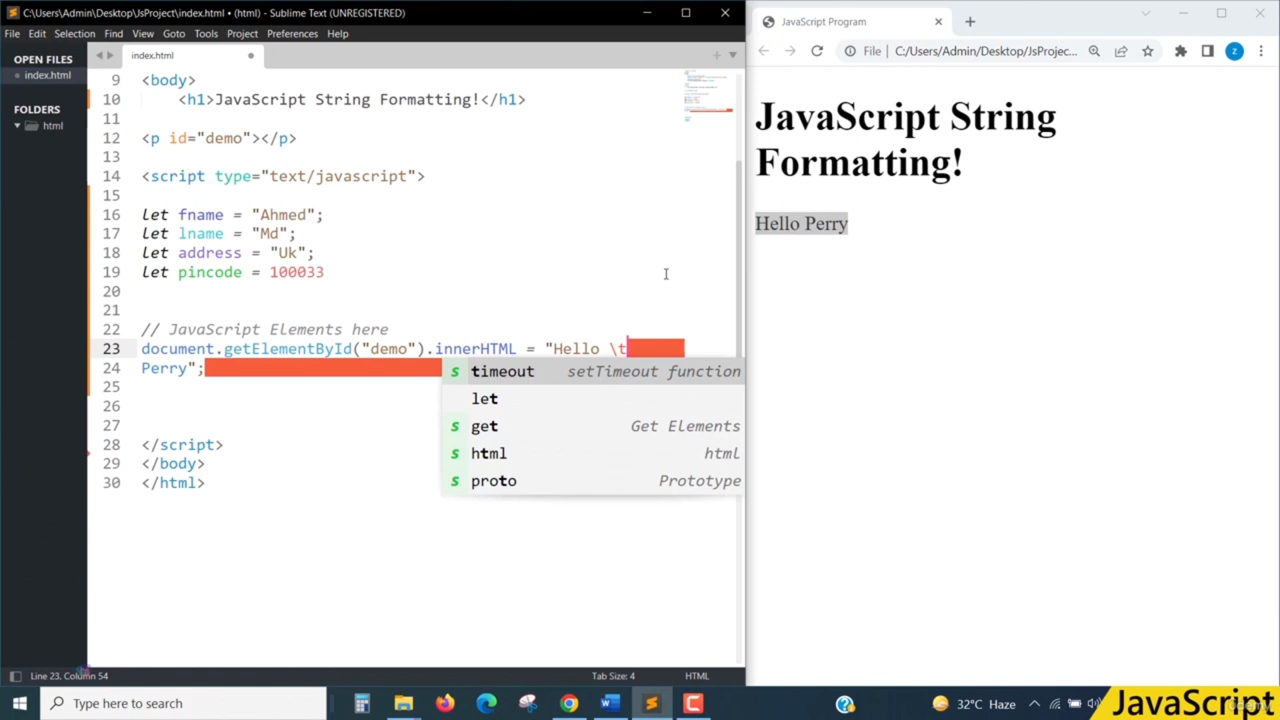 C:\Users\Admin\Desktop\JsProject\index.html • (html) - Sublime Text (UNREGISTERED)
File Edit Selection Find View Goto Tools Project Preferences Help
OPEN FILES
index.html
FOLDERS
html
index.html
9 <body>
10 <h1>JavaScript String Formatting!</h1>
11
12 <p id="demo"></p>
13
14 <script type="text/javascript">
15
16 let fname = "Ahmed";
17 let lname = "Md";
18 let address = "Uk";
19 let pincode = 100033
20
21
22 // JavaScript Elements here
23 document.getElementById("demo").innerHTML = "Hello \t
24 Perry";
25
26
27
28 </script>
29 </body>
30 </html>
s timeout setTimeout function
let
s get Get Elements
s html html
s proto Prototype
Line 23, Column 54
Tab Size: 4
HTML
JavaScript Program
File C:/Users/Admin/Desktop/JsProjec...
Z
JavaScript String
Formatting!
Hello Perry
Type here to search
32°C Haze
JavaScript